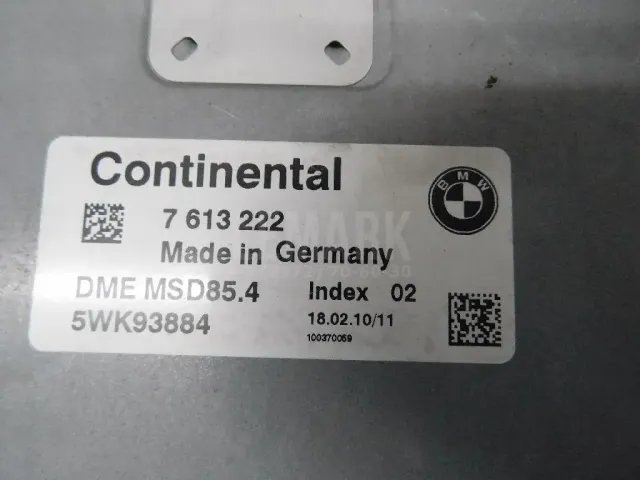 Continental
BMW
7 613 222
Made in Germany
DME MSD85.4 Index 02
5WK93884 18.02.10/11
100370059